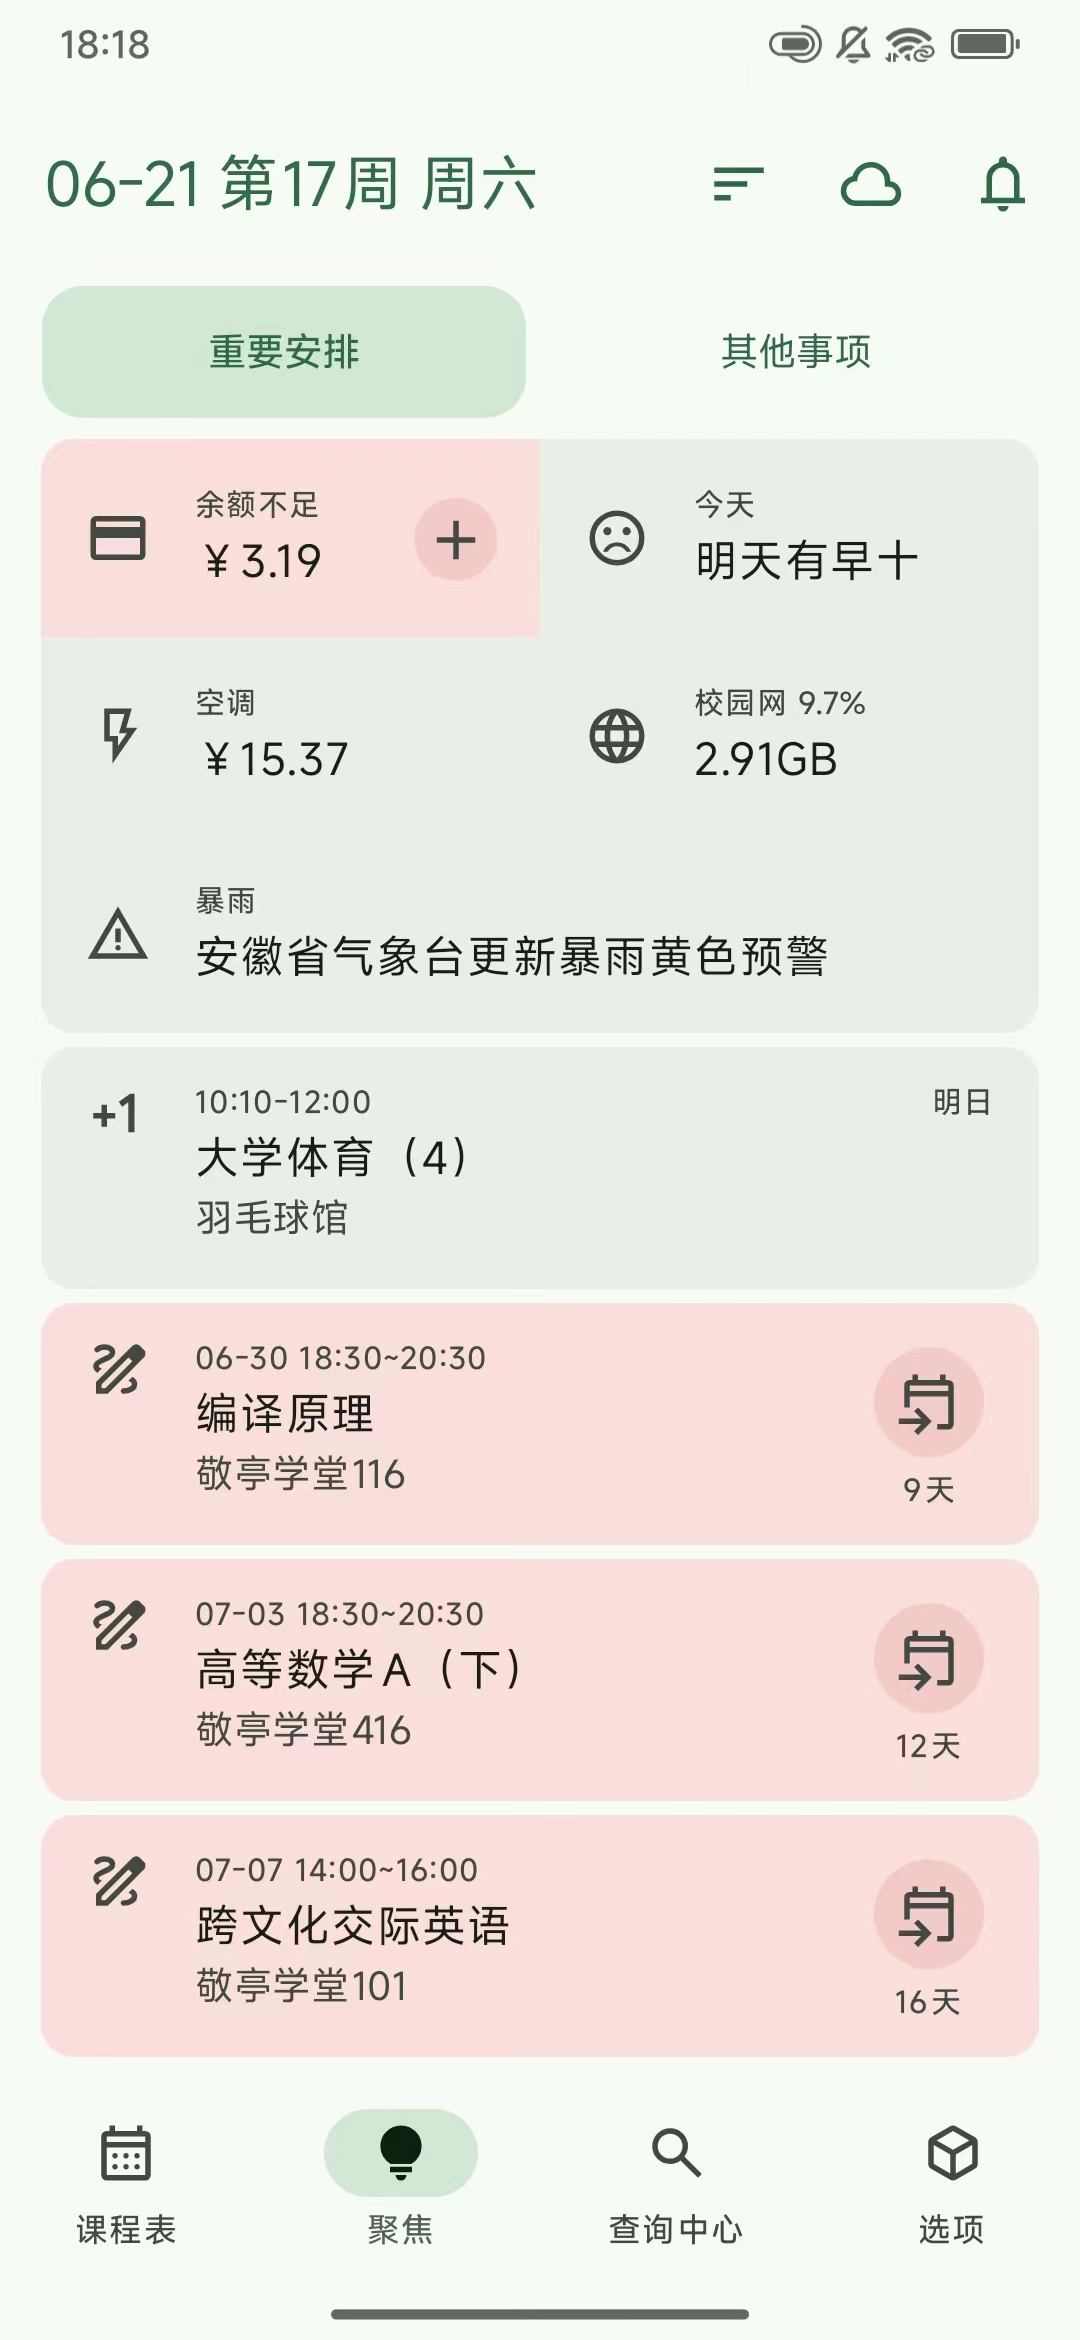 18:18
06-21 第17周 周六
重要安排
其他事项
余额不足
¥ 3.19
今天
明天有早十
空调
¥ 15.37
校园网 9.7%
2.91GB
暴雨
安徽省气象台更新暴雨黄色预警
+1
10:10-12:00
明日
大学体育（4）
羽毛球馆
06-30 18:30~20:30
编译原理
敬亭学堂116
9天
07-03 18:30~20:30
高等数学A（下）
敬亭学堂416
12天
07-07 14:00~16:00
跨文化交际英语
敬亭学堂101
16天
课程表
聚焦
查询中心
选项